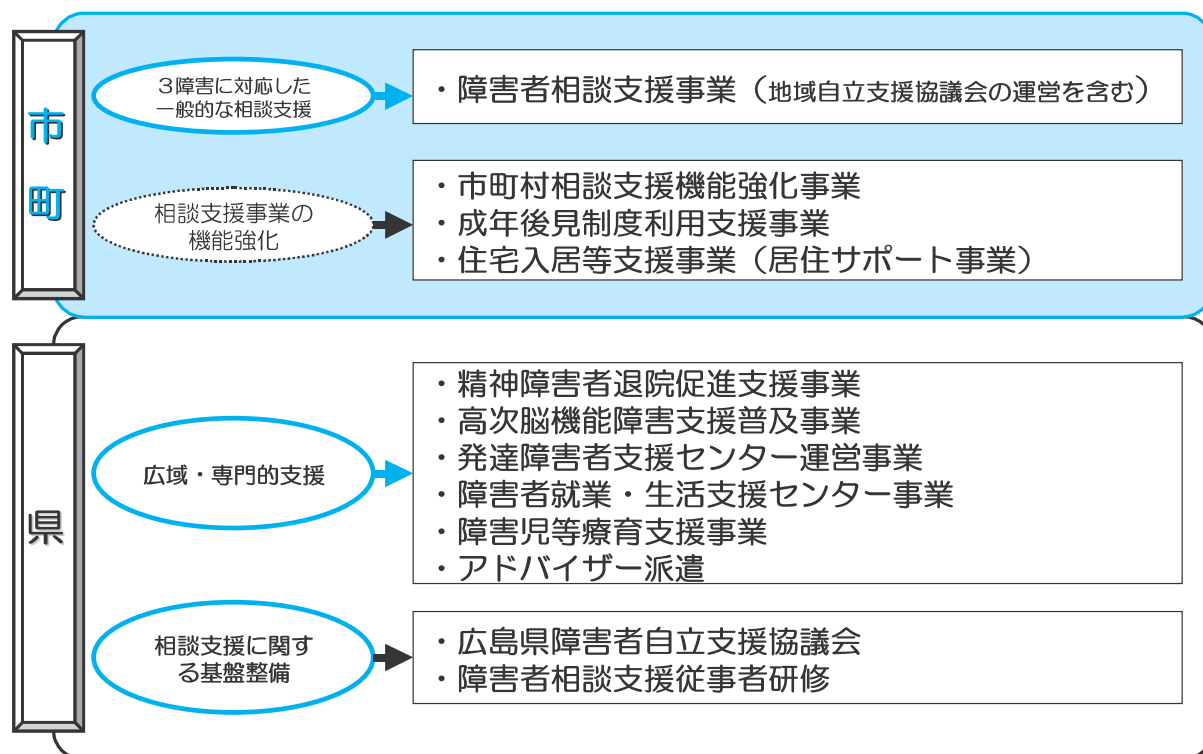 市町
3障害に対応した
一般的な相談支援
・障害者相談支援事業（地域自立支援協議会の運営を含む）
相談支援事業の
機能強化
・市町村相談支援機能強化事業
・成年後見制度利用支援事業
・住宅入居等支援事業（居住サポート事業）
県
広域・専門的支援
・精神障害者退院促進支援事業
・高次脳機能障害支援普及事業
・発達障害者支援センター運営事業
・障害者就業・生活支援センター事業
・障害児等療育支援事業
・アドバイザー派遣
相談支援に関す
る基盤整備
・広島県障害者自立支援協議会
・障害者相談支援従事者研修